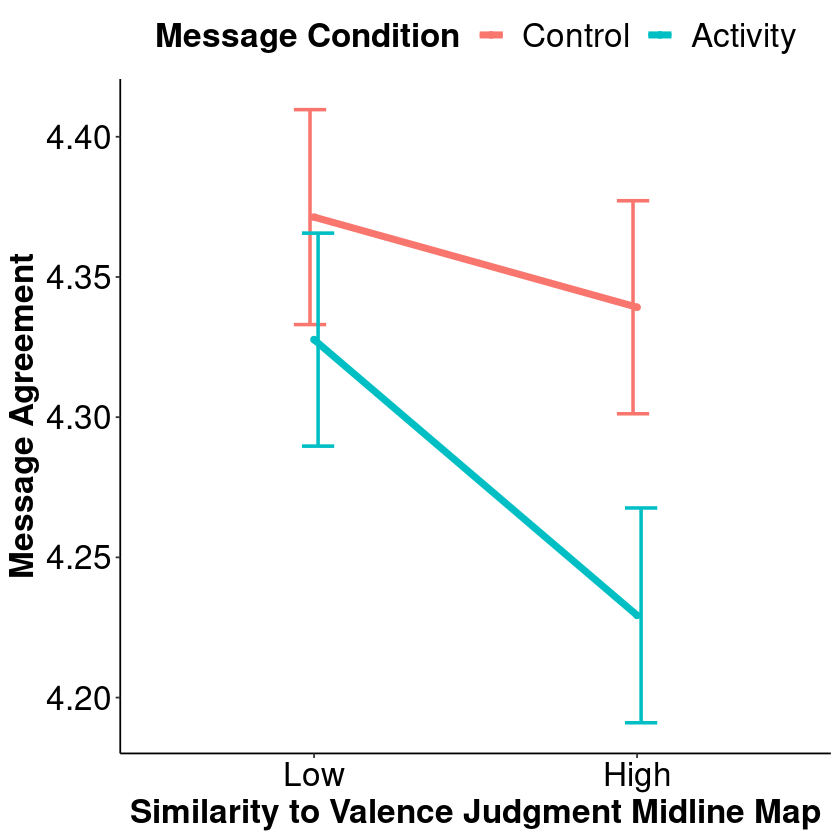 Message Condition Control Activity
Message Agreement
4.40
4.35
4.30
4.25
4.20
Low High
Similarity to Valence Judgment Midline Map